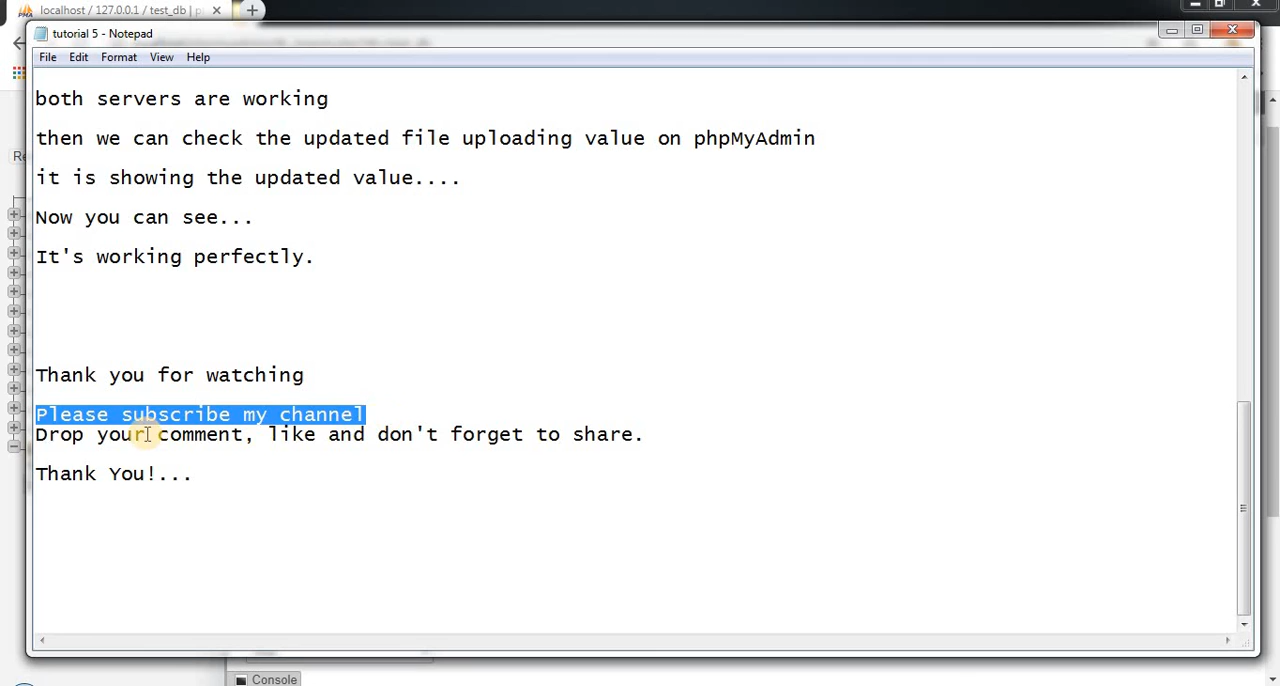 localhost / 127.0.0.1 / test_db | p
tutorial 5 - Notepad
File Edit Format View Help
both servers are working
then we can check the updated file uploading value on phpMyAdmin
it is showing the updated value....
Now you can see...
It's working perfectly.
Thank you for watching
Please subscribe my channel
Drop your comment, like and don't forget to share.
Thank You!...
Console